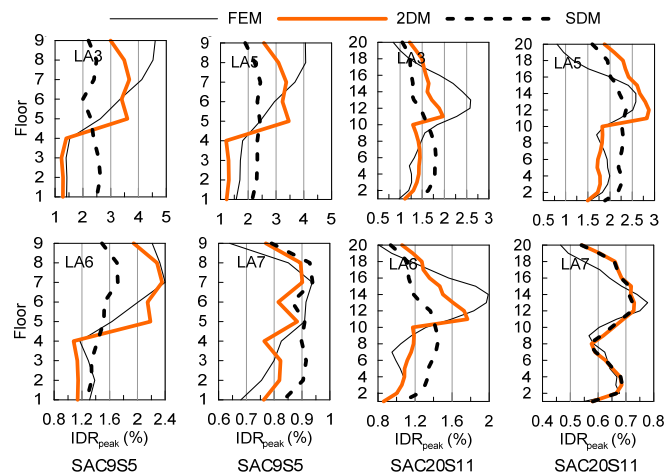 FEM 2DM SDM
9 9 20 20
8 LA3 8 LA5 18 LA3 18 LA5
7 7 16 16
6 6 14 14
Floor 5 5 12 12
4 4 10 10
3 3 8 8
2 2 6 6
1 1 4 4
2 2
1 2 3 4 5 1 2 3 4 5 0.5 1 1.5 2 2.5 3 0.5 1 1.5 2 2.5 3
9 LA6 9 LA7 20 LA6 20 LA7
8 8 18 18
7 7 16 16
6 6 14 14
Floor 5 5 12 12
4 4 10 10
3 3 8 8
2 2 6 6
1 1 4 4
2 2
0.8 1.2 1.6 2 2.4 0.6 0.7 0.8 0.9 1 0.8 1.2 1.6 2 0.4 0.5 0.6 0.7 0.8
IDRpeak (%) IDRpeak (%) IDRpeak (%) IDRpeak (%)
SAC9S5 SAC9S5 SAC20S11 SAC20S11